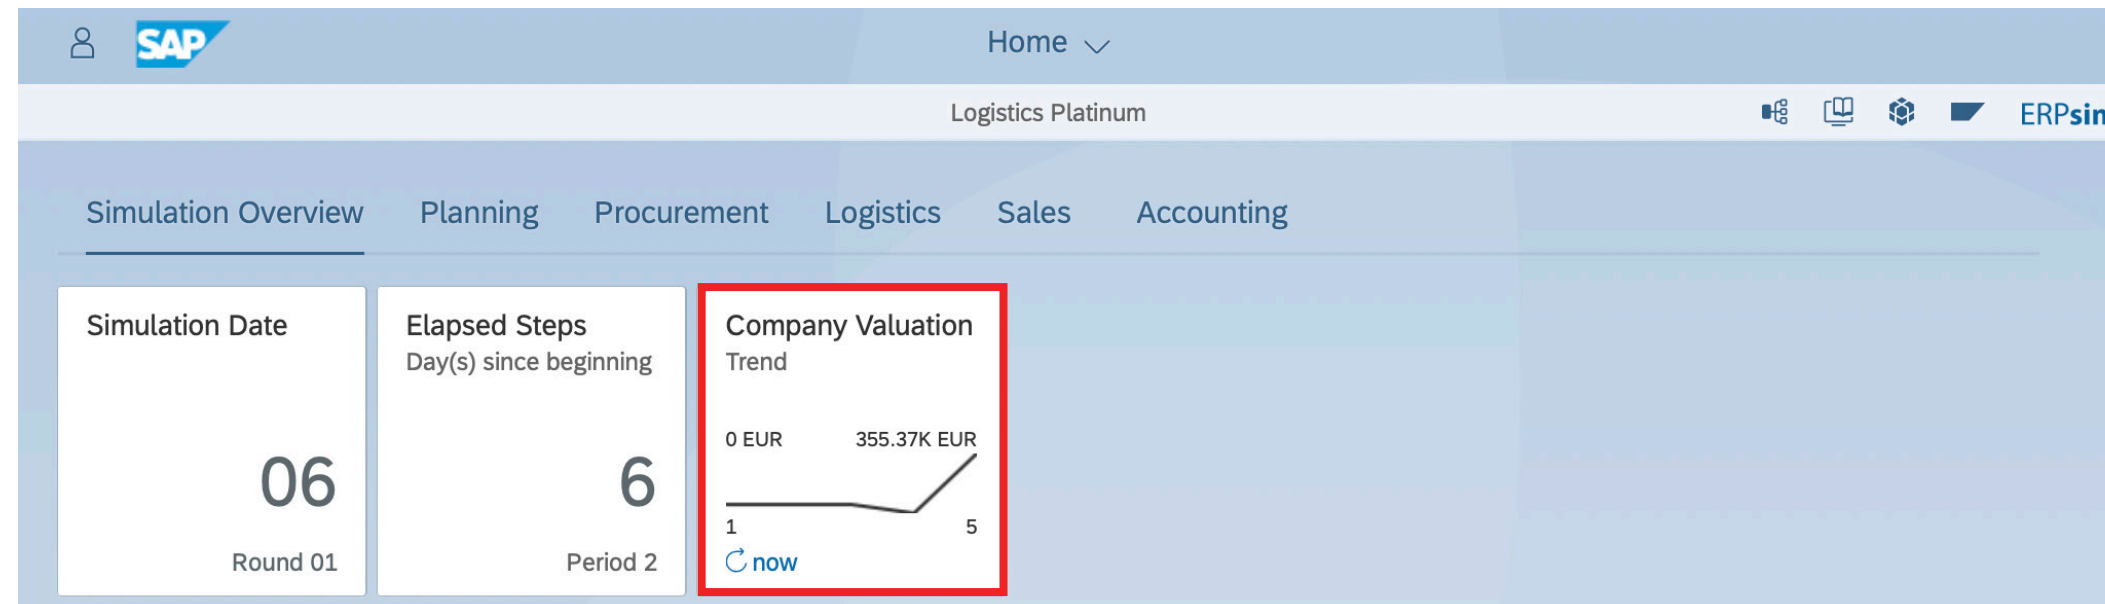 SAP
Home
Logistics Platinum
ERPsim
Simulation Overview Planning Procurement Logistics Sales Accounting
Simulation Date
06
Round 01
Elapsed Steps
Day(s) since beginning
6
Period 2
Company Valuation
Trend
0 EUR 355.37K EUR
1 5
now